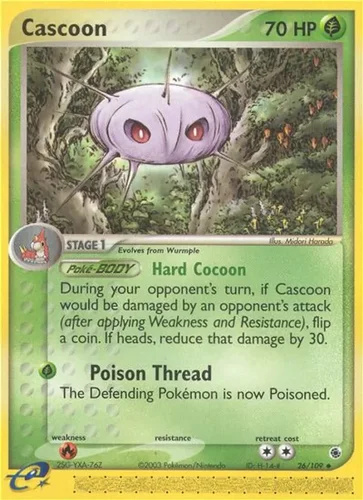 Cascoon 70 HP
Illus. Midori Harada
STAGE 1 Evolves from Wurmple
Poké-BODY Hard Cocoon
During your opponent's turn, if Cascoon
would be damaged by an opponent's attack
(after applying Weakness and Resistance), flip
a coin. If heads, reduce that damage by 30.
Poison Thread
The Defending Pokémon is now Poisoned.
weakness resistance retreat cost
©2003 Pokémon/Nintendo 26/109
e